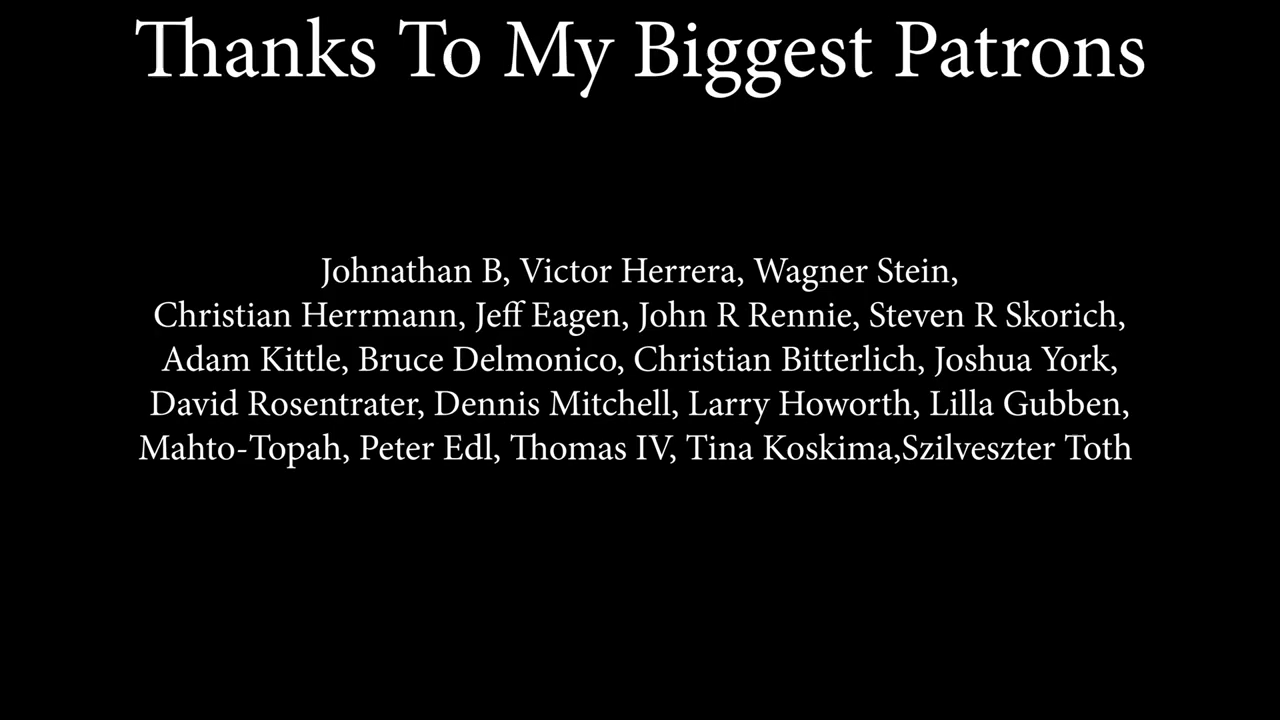 Thanks To My Biggest Patrons
Johnathan B, Victor Herrera, Wagner Stein,
Christian Herrmann, Jeff Eagen, John R Rennie, Steven R Skorich,
Adam Kittle, Bruce Delmonico, Christian Bitterlich, Joshua York,
David Rosentrater, Dennis Mitchell, Larry Howorth, Lilla Gubben,
Mahto-Topah, Peter Edl, Thomas IV, Tina Koskima,Szilveszter Toth